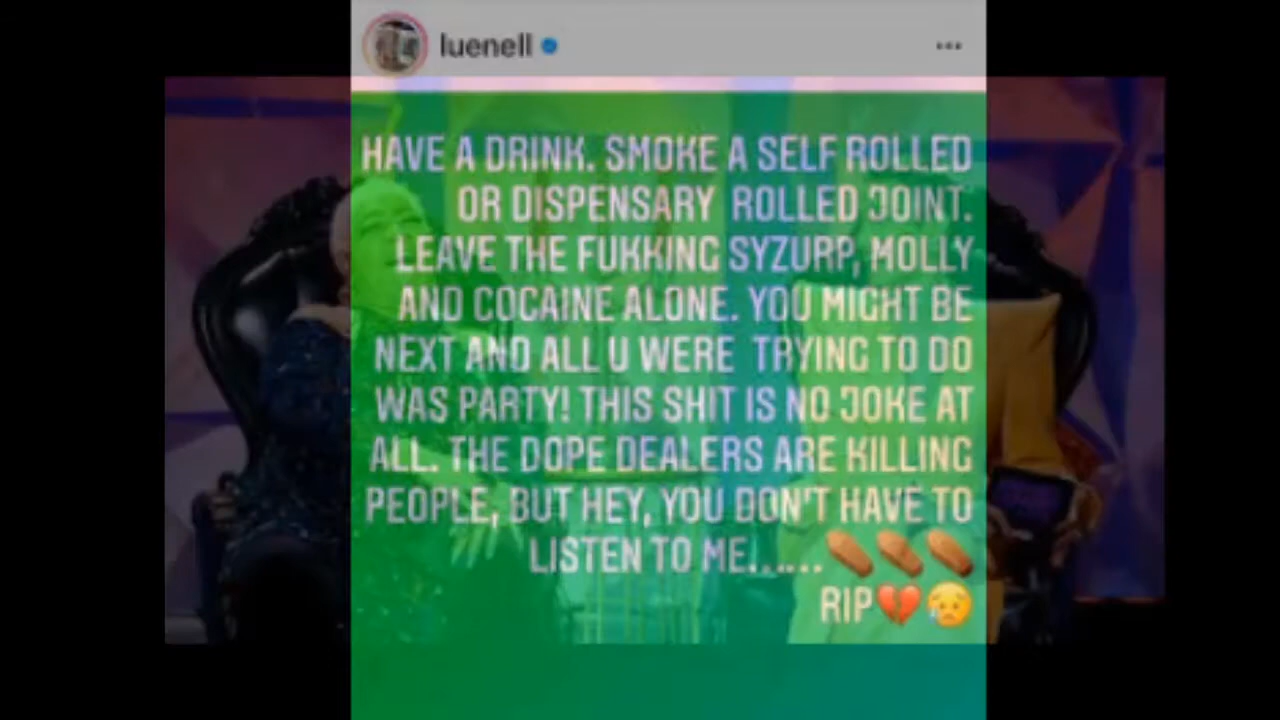 luenell
HAVE A DRINK. SMOKE A SELF ROLLED
OR DISPENSARY ROLLED JOINT.
LEAVE THE FUKKING SYZURP, MOLLY
AND COCAINE ALONE. YOU MIGHT BE
NEXT AND ALL U WERE TRYING TO DO
WAS PARTY! THIS SHIT IS NO JOKE AT
ALL. THE DOPE DEALERS ARE KILLING
PEOPLE, BUT HEY, YOU DON'T HAVE TO
LISTEN TO ME...... ⚰️⚰️⚰️
RIP💔😥